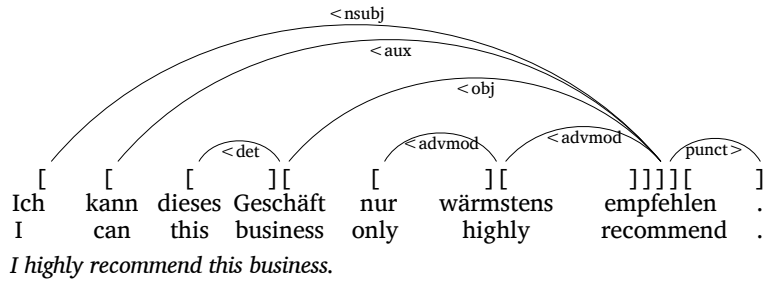 <nsubj
<aux
<obj
<det <advmod <advmod punct>
[ [ [ ][ [ ][ ]]]][ ]
Ich kann dieses Geschäft nur wärmstens empfehlen .
I can this business only highly recommend .
I highly recommend this business.